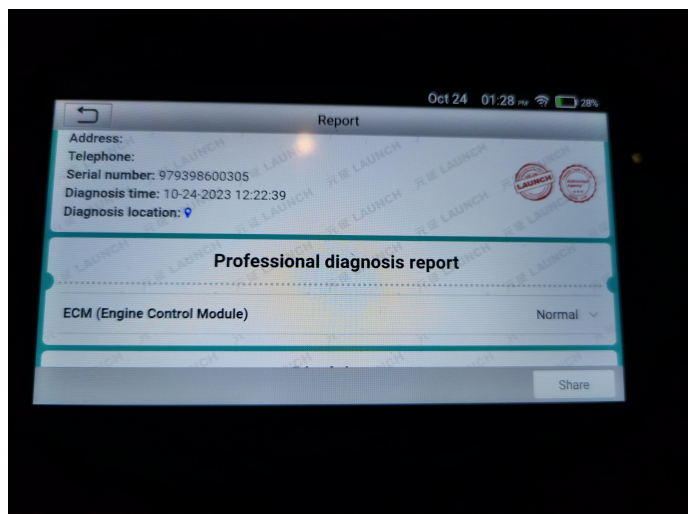 Oct 24 01:28 PM 28%
Report
Address:
Telephone:
Serial number: 979398600305
Diagnosis time: 10-24-2023 12:22:39
Diagnosis location:
LAUNCH
Professional diagnosis report
ECM (Engine Control Module) Normal
Share